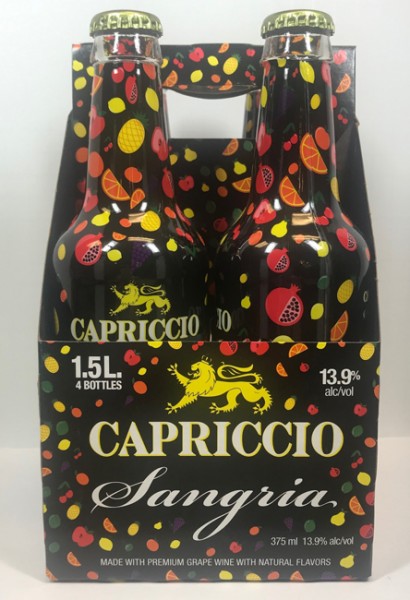 CAPRICCIO
IO
1.5L.
4 BOTTLES
13.9%
alc/vol
CAPRICCIO
Sangria
375 ml 13.9% alc/vol
MADE WITH PREMIUM GRAPE WINE WITH NATURAL FLAVORS